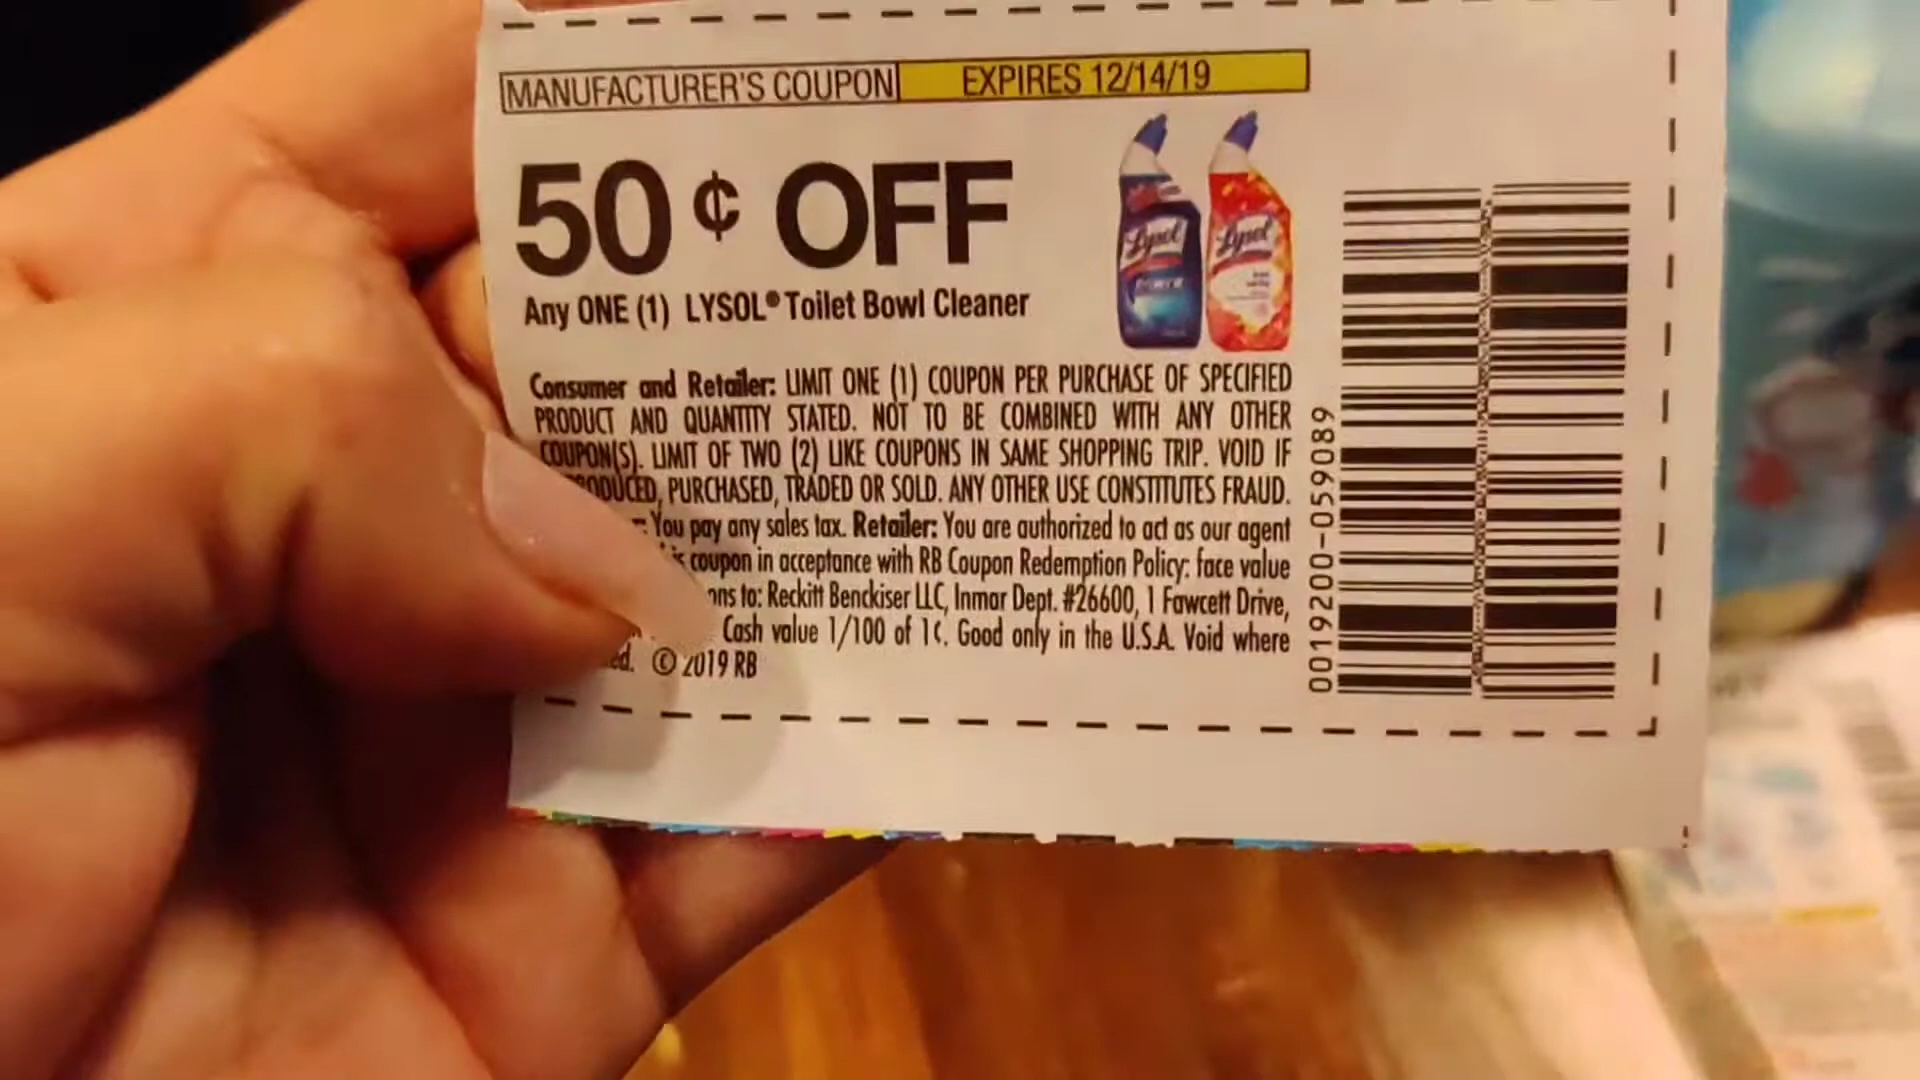 MANUFACTURER'S COUPON EXPIRES 12/14/19
50¢ OFF
Any ONE (1) LYSOL® Toilet Bowl Cleaner
Lysol Lysol
Consumer and Retailer: LIMIT ONE (1) COUPON PER PURCHASE OF SPECIFIED
PRODUCT AND QUANTITY STATED. NOT TO BE COMBINED WITH ANY OTHER
COUPON(S). LIMIT OF TWO (2) LIKE COUPONS IN SAME SHOPPING TRIP. VOID IF
PURCHASED, TRADED OR SOLD. ANY OTHER USE CONSTITUTES FRAUD.
You pay any sales tax. Retailer: You are authorized to act as our agent
coupon in acceptance with RB Coupon Redemption Policy: face value
to: Reckitt Benckiser LLC, Inmar Dept. #26600, 1 Fawcett Drive,
Cash value 1/100 of 1¢. Good only in the U.S.A. Void where
© 2019 RB
0019200-059089